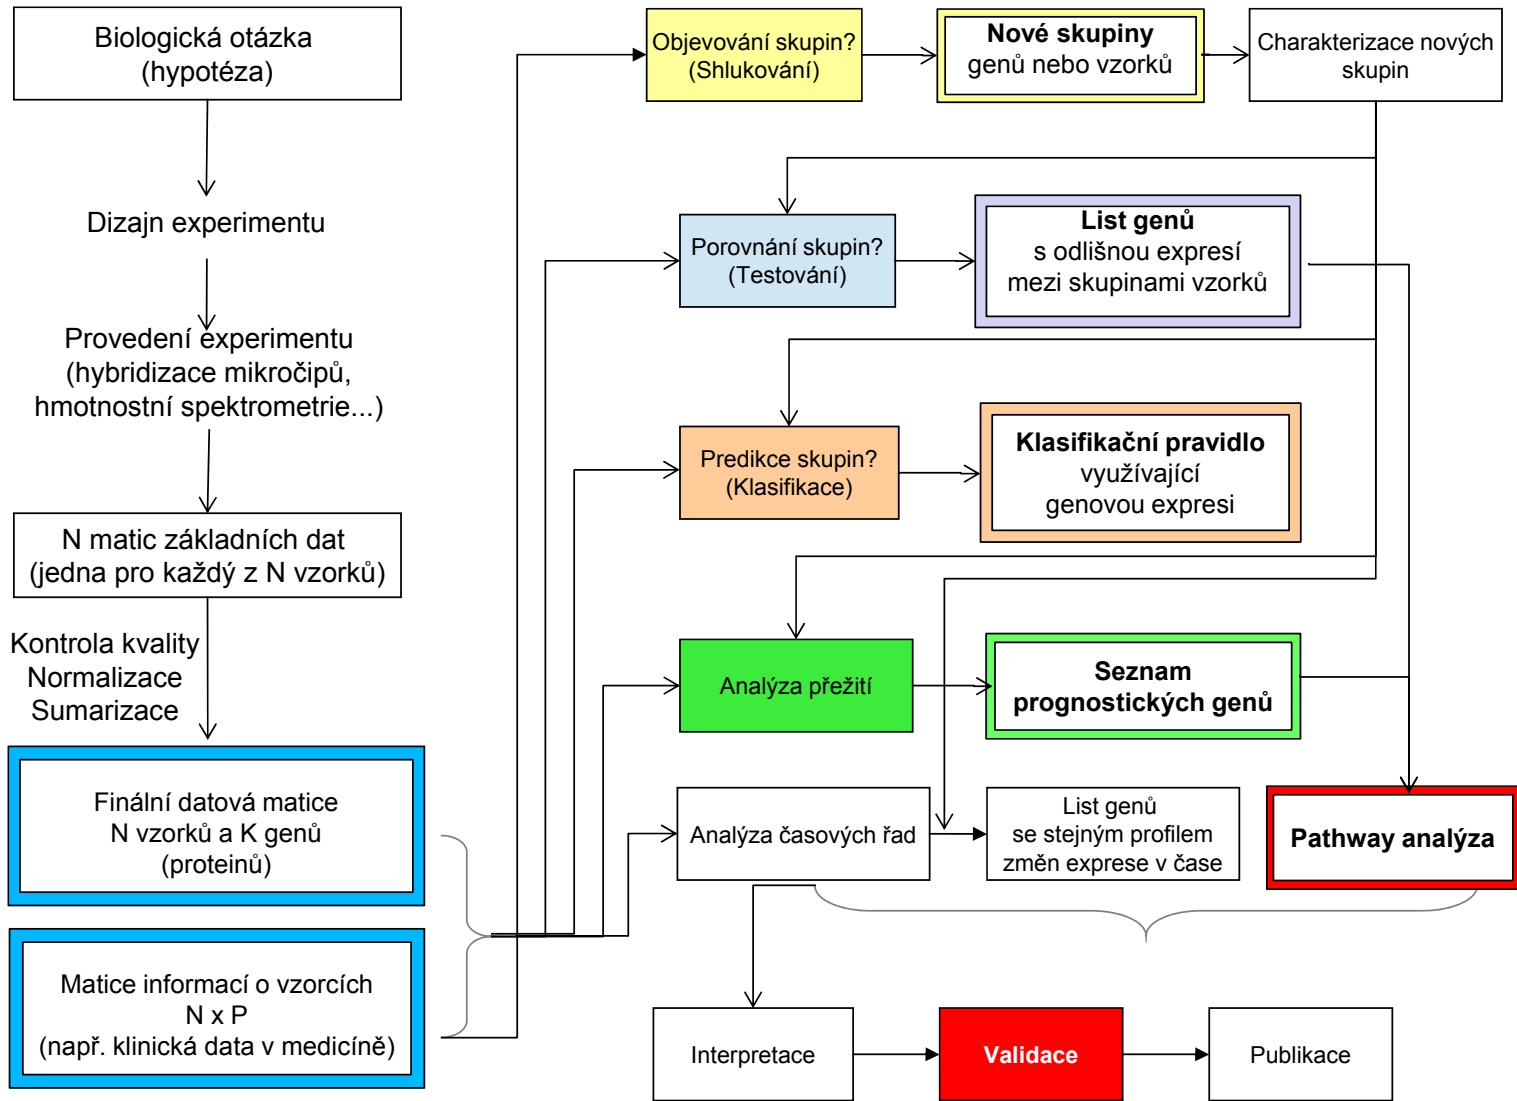 Biologická otázka
(hypotéza)
Dizajn experimentu
Provedení experimentu
(hybridizace mikročipů,
hmotnostní spektrometrie...)
N matic základních dat
(jedna pro každý z N vzorků)
Kontrola kvality
Normalizace
Sumarizace
Finální datová matice
N vzorků a K genů
(proteinů)
Matice informací o vzorcích
N x P
(např. klinická data v medicíně)
Objevování skupin?
(Shlukování)
Nové skupiny
genů nebo vzorků
Charakterizace nových
skupin
Porovnání skupin?
(Testování)
List genů
s odlišnou expresí
mezi skupinami vzorků
Predikce skupin?
(Klasifikace)
Klasifikační pravidlo
využívající
genovou expresi
Analýza přežití
Seznam
prognostických genů
Analýza časových řad
List genů
se stejným profilem
změn exprese v čase
Pathway analýza
Interpretace
Validace
Publikace